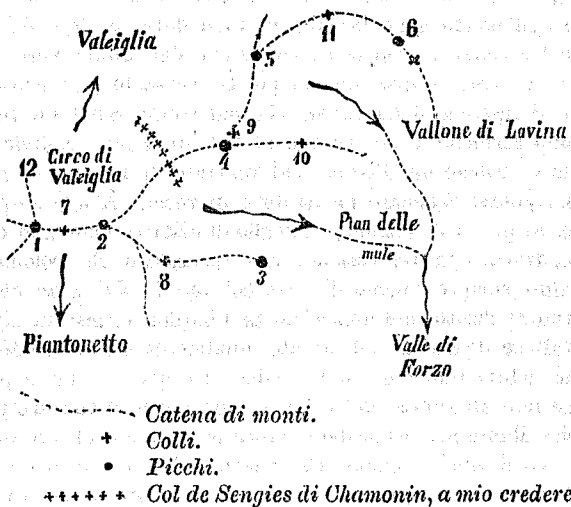 Valeiglia
11
6
5
Vallone di Lavina
9
12
Circo di
Valeiglia
4
10
7
Pian delle
mule
1
2
8
3
Piantonetto
Valle di
Forzo
Catena di monti.
Colli.
Picchi.
Col de Sengies di Chamonin, a mio credere